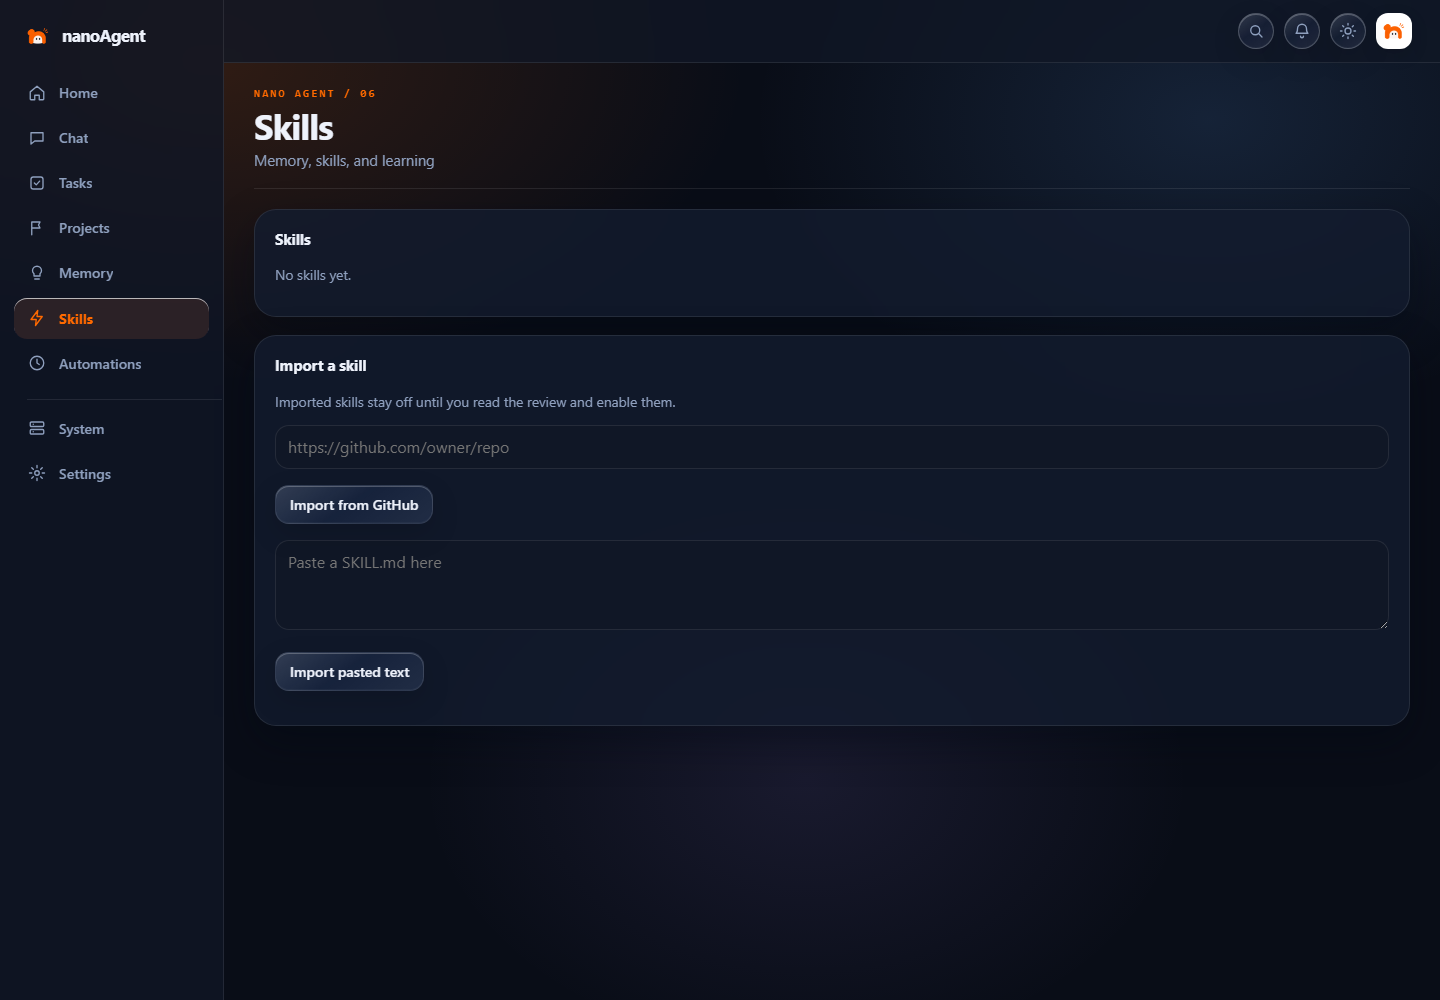 nanoAgent
Home
Chat
Tasks
Projects
Memory
Skills
Automations
System
Settings
NANO AGENT / 06
Skills
Memory, skills, and learning
Skills
No skills yet.
Import a skill
Imported skills stay off until you read the review and enable them.
https://github.com/owner/repo
Import from GitHub
Paste a SKILL.md here
Import pasted text